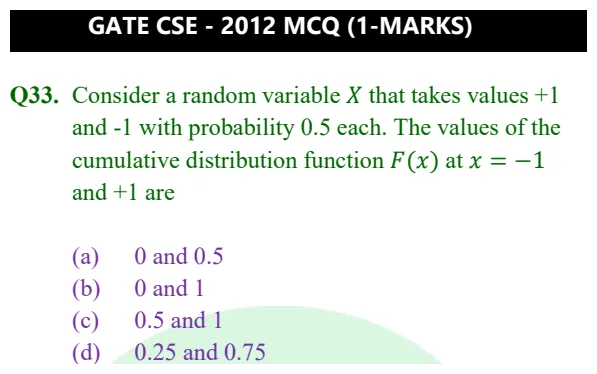 GATE CSE - 2012 MCQ (1-MARKS)
Q33. Consider a random variable X that takes values +1
and -1 with probability 0.5 each. The values of the
cumulative distribution function F(x) at x = −1
and +1 are
(a) 0 and 0.5
(b) 0 and 1
(c) 0.5 and 1
(d) 0.25 and 0.75